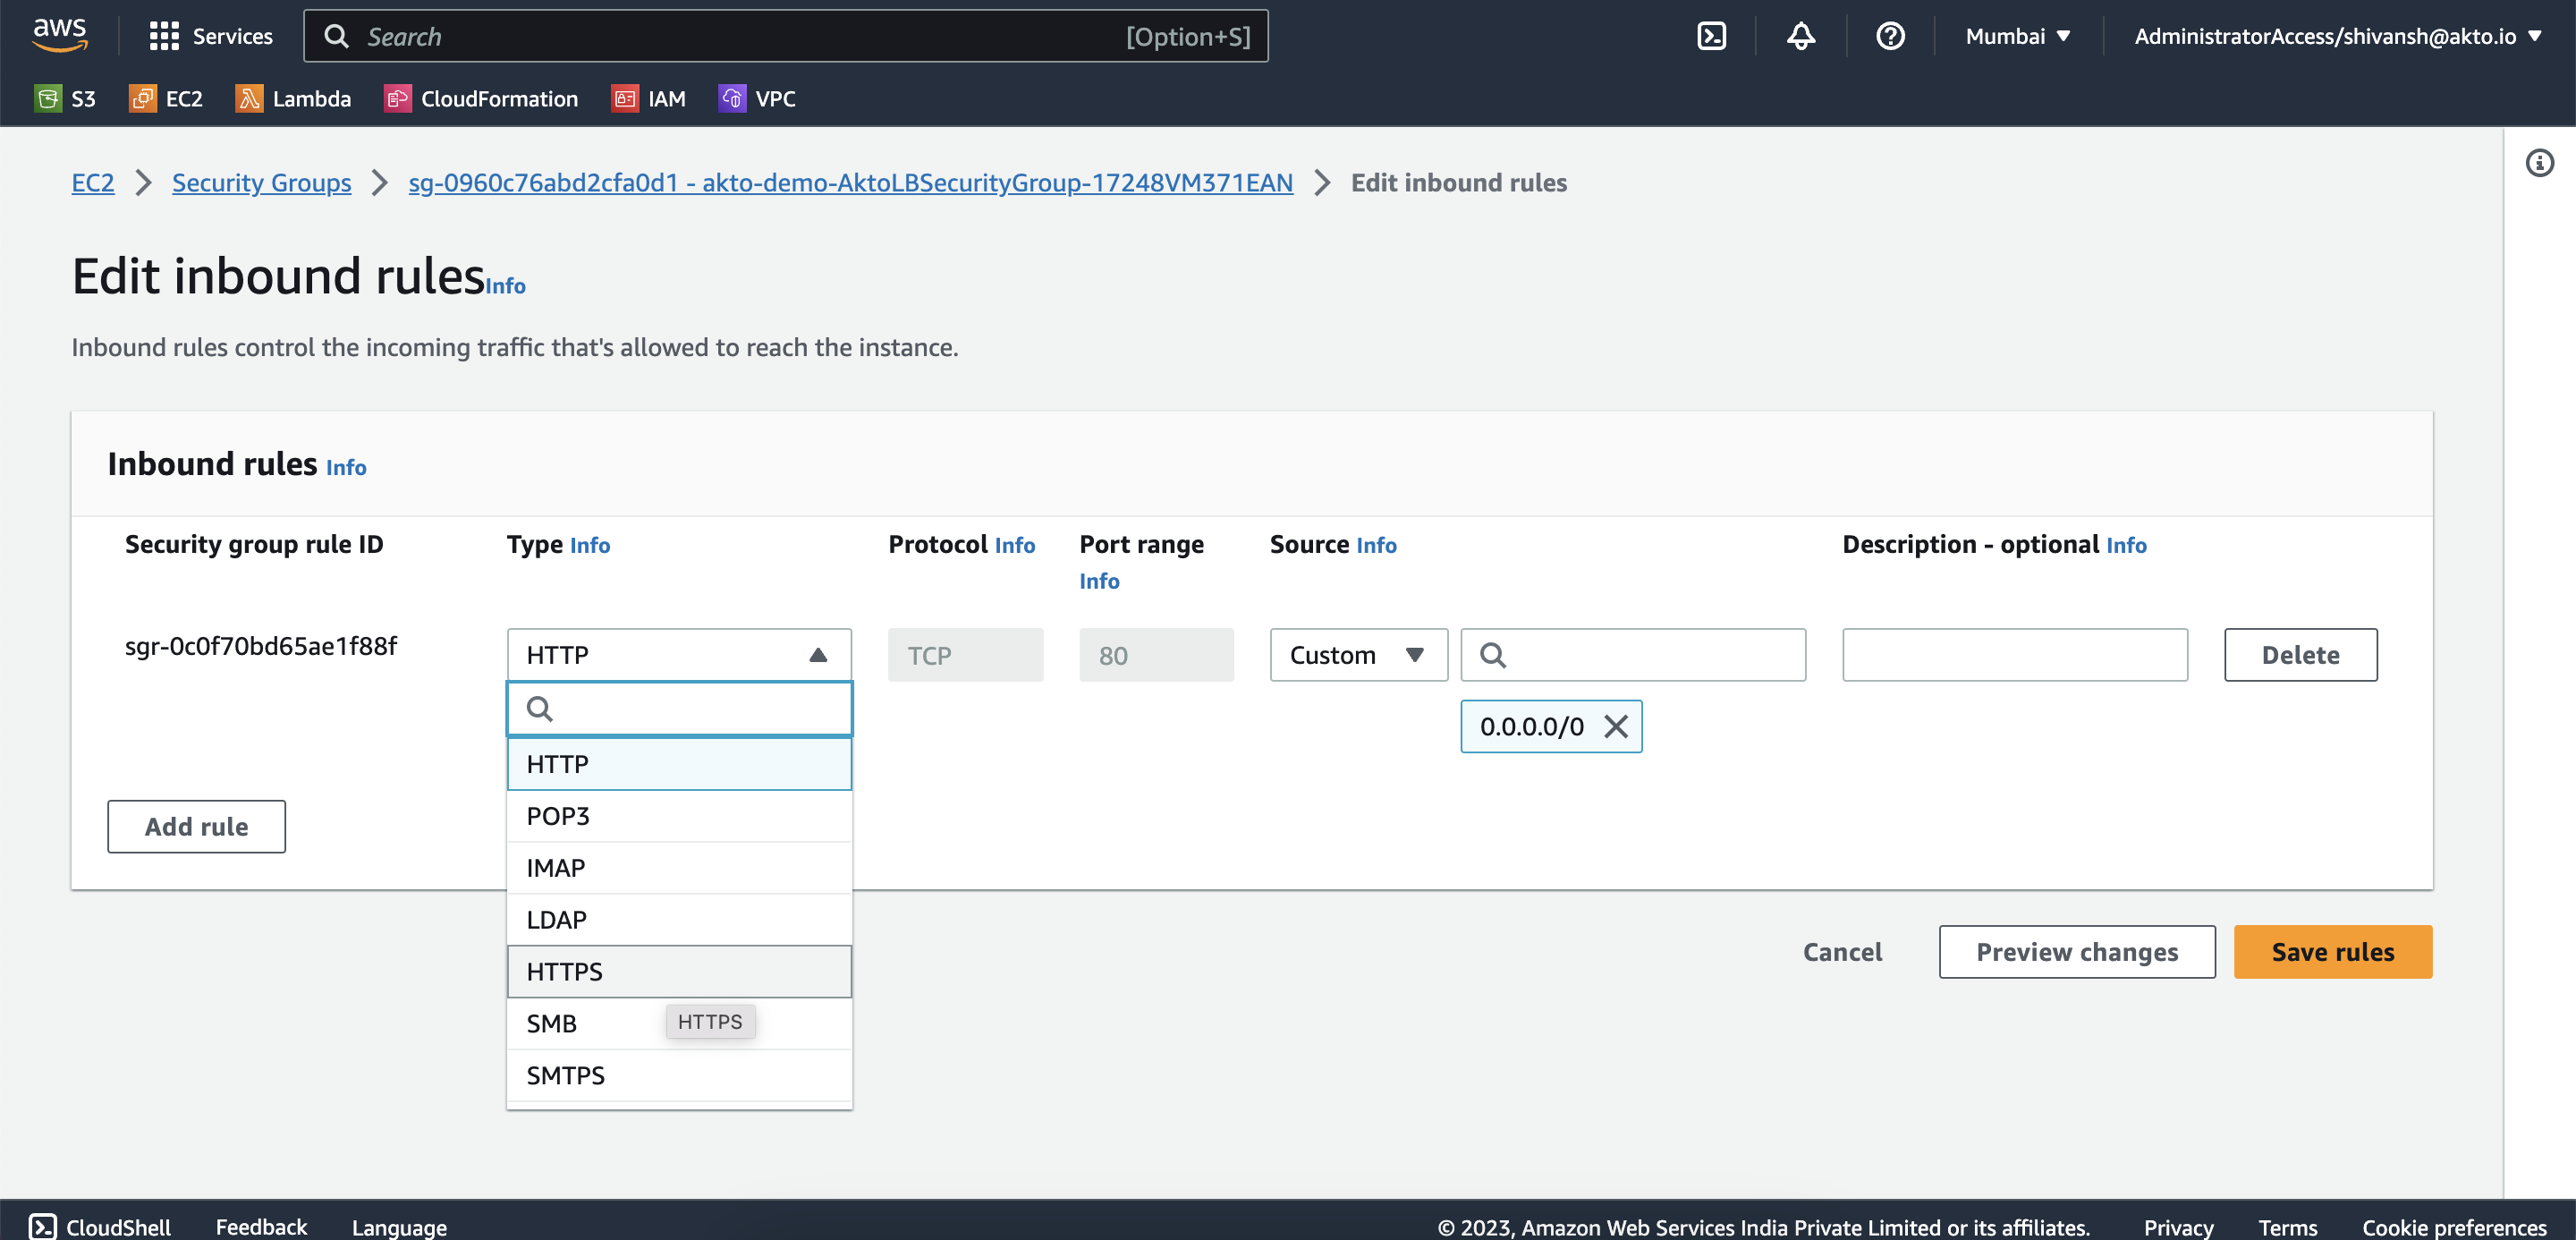 aws Services Search [Option+S] Mumbai AdministratorAccess/shivansh@akto.io
S3 EC2 Lambda CloudFormation IAM VPC
EC2 Security Groups sg-0960c76abd2cfa0d1 - akto-demo-AktoLBSecurityGroup-17248VM371EAN Edit inbound rules
Edit inbound rules Info
Inbound rules control the incoming traffic that's allowed to reach the instance.
Inbound rules Info
Security group rule ID Type Info Protocol Info Port range Info Source Info Description - optional Info
sgr-0c0f70bd65ae1f88f HTTP TCP 80 Custom Delete
0.0.0.0/0
HTTP
POP3
Add rule
IMAP
LDAP
HTTPS
Cancel Preview changes Save rules
SMB HTTPS
SMTPS
CloudShell Feedback Language © 2023, Amazon Web Services India Private Limited or its affiliates. Privacy Terms Cookie preferences